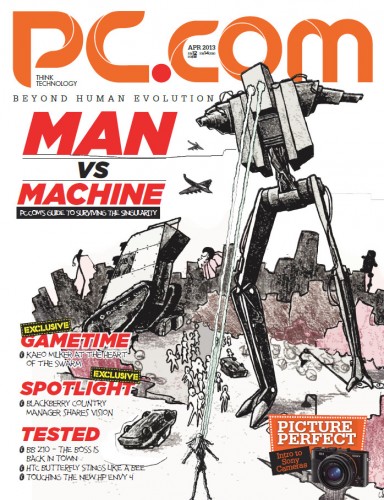 PC.com
THINK
TECHNOLOGY
APR 2013
BEYOND HUMAN EVOLUTION
MAN
VS
MACHINE
PC.COM'S GUIDE TO SURVIVING THE SINGULARITY
EXCLUSIVE
GAMETIME
KAEO MILKER AT THE HEART
OF THE SWARM
EXCLUSIVE
SPOTLIGHT
BLACKBERRY COUNTRY
MANAGER SHARES VISION
TESTED
BB Z10 - THE BOSS IS
BACK IN TOWN
HTC BUTTERFLY STINGS LIKE A BEE
TOUCHING THE NEW HP ENVY 4
PICTURE
PERFECT
Intro to
Sony
Cameras